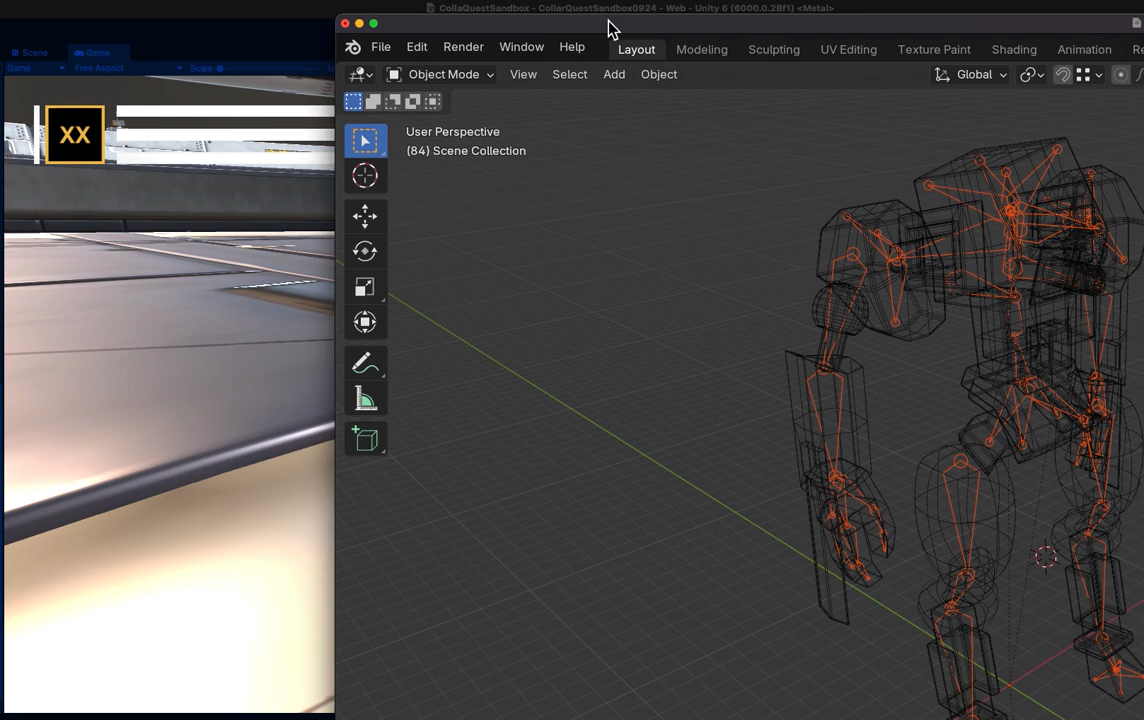 CollaQuestSandbox - CollarQuestSandbox0924 - Web - Unity 6 (6000.0.28f1) <Metal>
Scene Game
Game Free Aspect Scale 1x
XX
File Edit Render Window Help Layout Modeling Sculpting UV Editing Texture Paint Shading Animation Re
Object Mode View Select Add Object Global
User Perspective
(84) Scene Collection